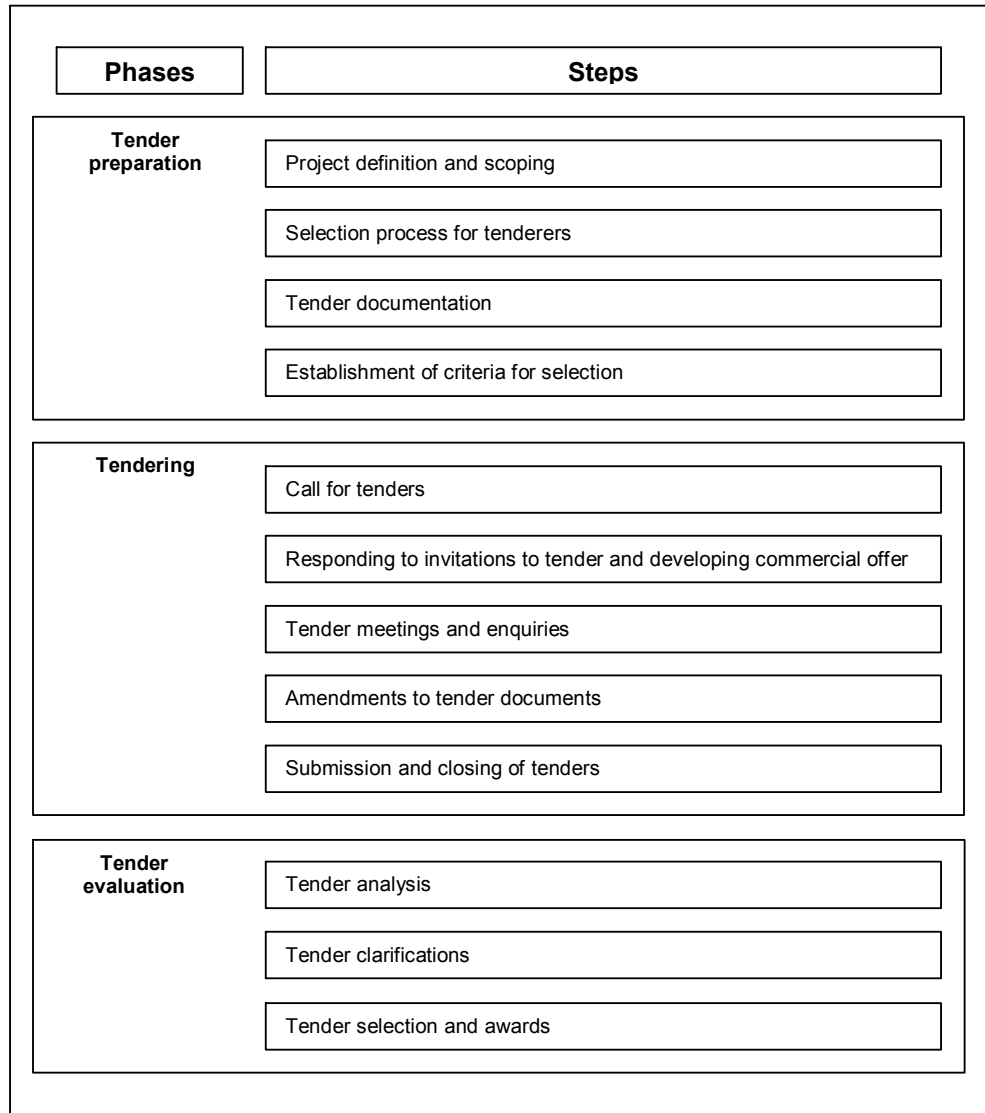 Phases
Steps
Tender
preparation
Project definition and scoping
Selection process for tenderers
Tender documentation
Establishment of criteria for selection
Tendering
Call for tenders
Responding to invitations to tender and developing commercial offer
Tender meetings and enquiries
Amendments to tender documents
Submission and closing of tenders
Tender
evaluation
Tender analysis
Tender clarifications
Tender selection and awards